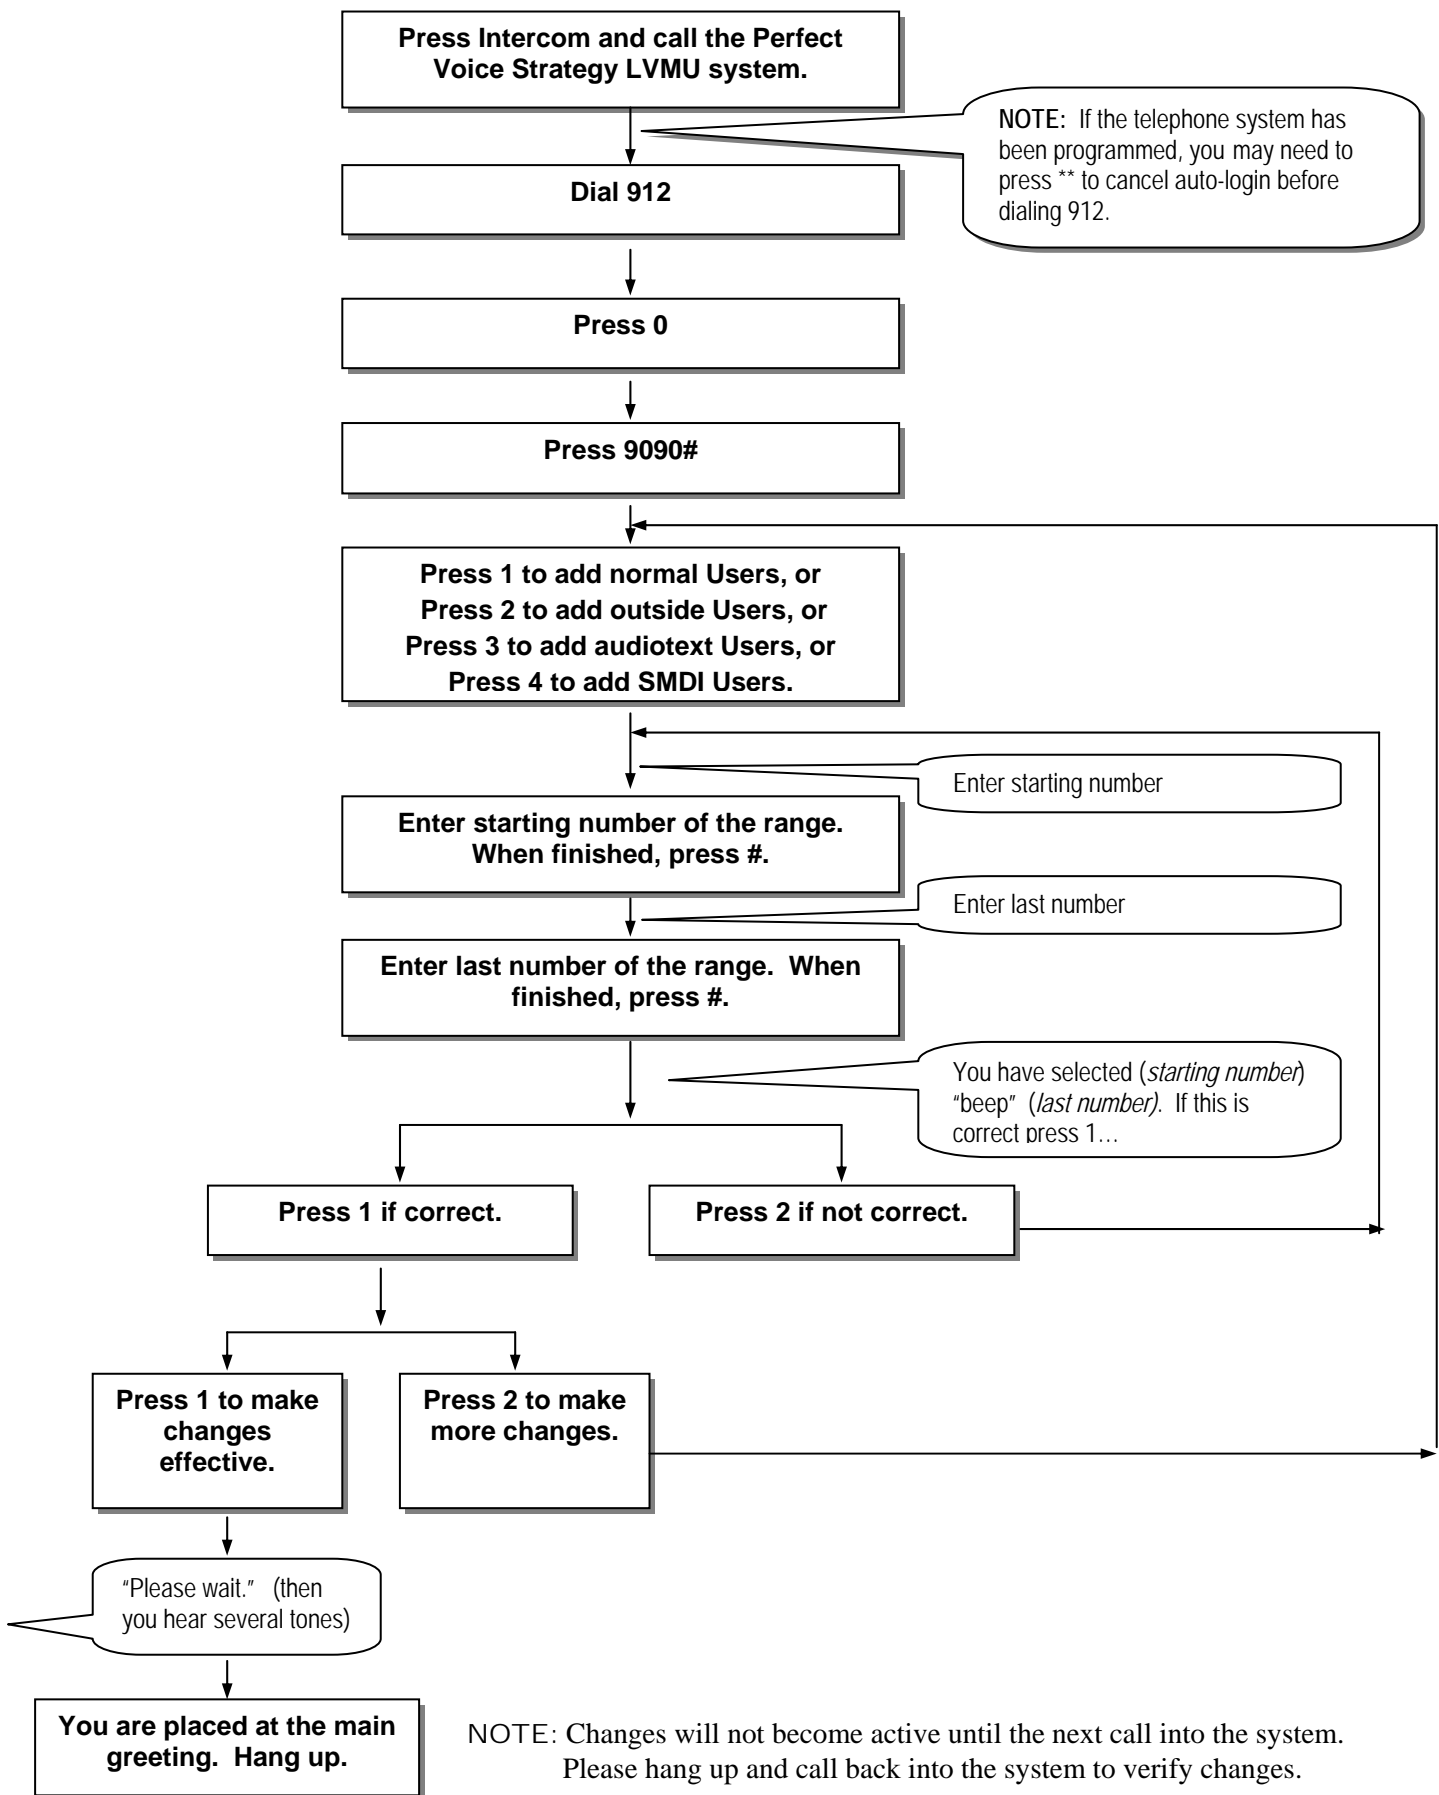 Press Intercom and call the Perfect
Voice Strategy LVMU system.
NOTE: If the telephone system has
been programmed, you may need to
press ** to cancel auto-login before
dialing 912.
Dial 912
Press 0
Press 9090#
Press 1 to add normal Users, or
Press 2 to add outside Users, or
Press 3 to add audiotext Users, or
Press 4 to add SMDI Users.
Enter starting number
Enter starting number of the range.
When finished, press #.
Enter last number
Enter last number of the range. When
finished, press #.
You have selected (starting number)
"beep" (last number). If this is
correct press 1…
Press 1 if correct.
Press 2 if not correct.
Press 1 to make
changes
effective.
Press 2 to make
more changes.
"Please wait." (then
you hear several tones)
You are placed at the main
greeting. Hang up.
NOTE: Changes will not become active until the next call into the system.
Please hang up and call back into the system to verify changes.